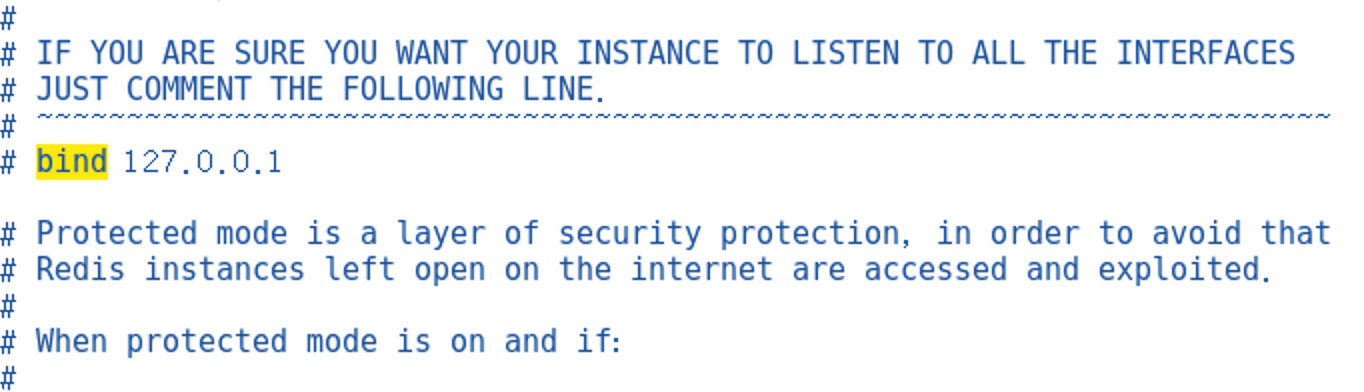 #
# IF YOU ARE SURE YOU WANT YOUR INSTANCE TO LISTEN TO ALL THE INTERFACES
# JUST COMMENT THE FOLLOWING LINE.
# ~~~~~~~~~~~~~~~~~~~~~~~~~~~~~~~~~~~~~~~~~~~~~~~~~~~~~~~~~~~~~~~~~~~~~~~~
# bind 127.0.0.1

# Protected mode is a layer of security protection, in order to avoid that
# Redis instances left open on the internet are accessed and exploited.
#
# When protected mode is on and if:
#